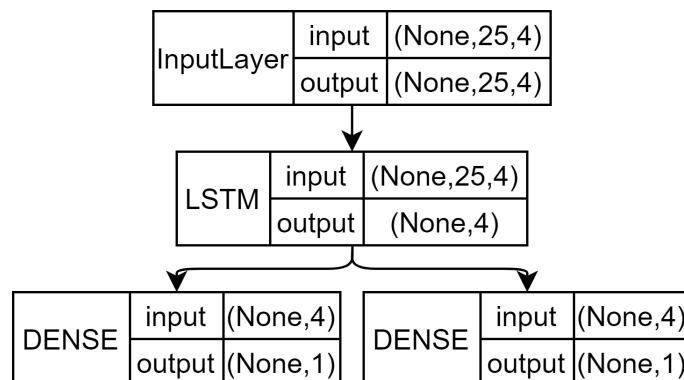 InputLayer
input (None,25,4)
output (None,25,4)
LSTM
input (None,25,4)
output (None,4)
DENSE
input (None,4)
output (None,1)
DENSE
input (None,4)
output (None,1)